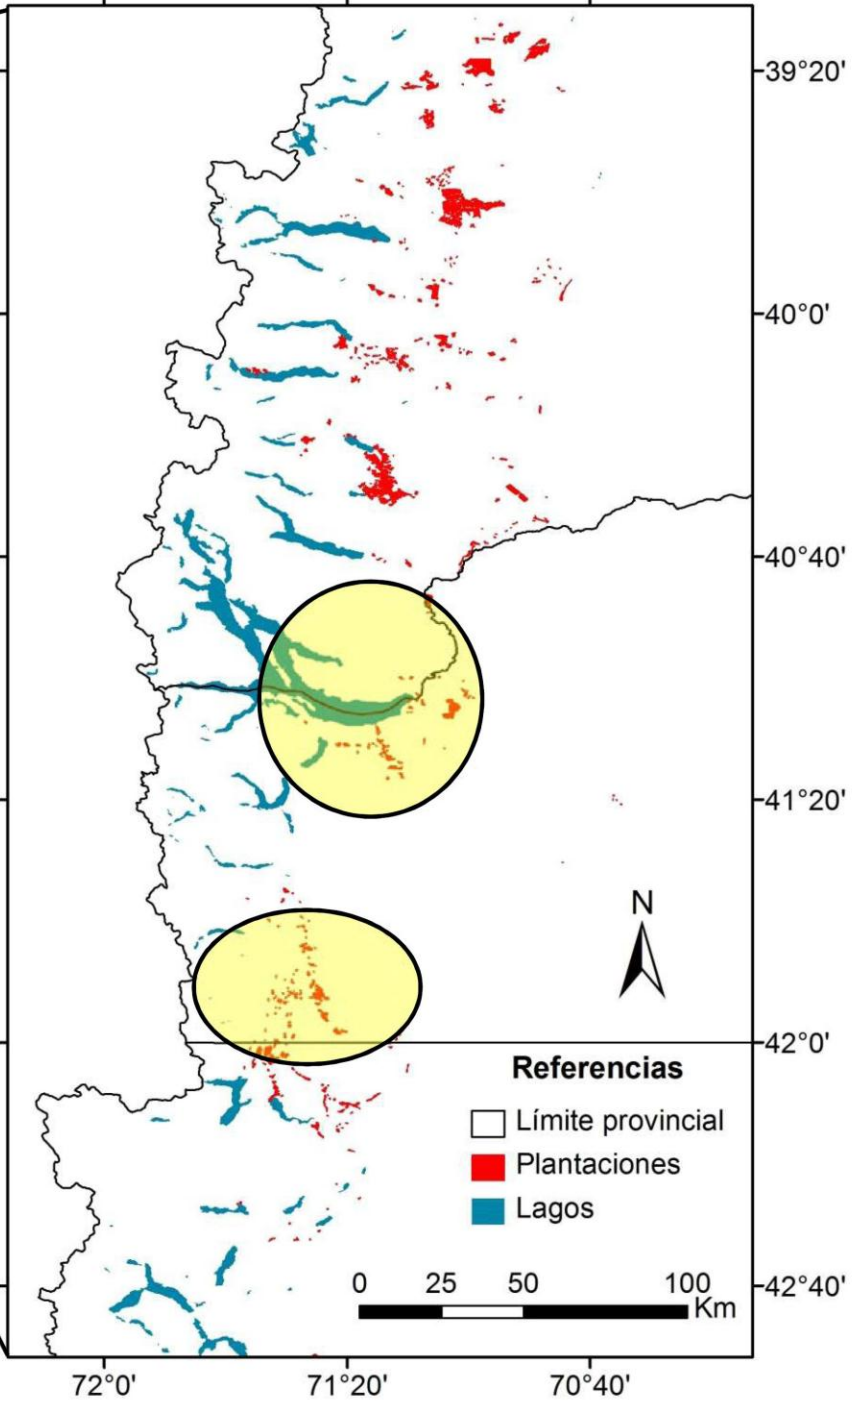 39°20'
40°0'
40°40'
41°20'
N
42°0'
Referencias
Límite provincial
Plantaciones
Lagos
0 25 50 100
Km
42°40'
72°0' 71°20' 70°40'